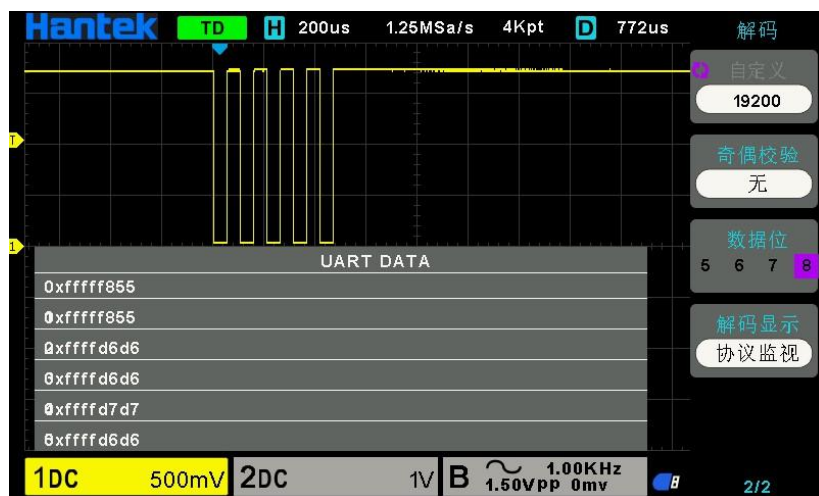 Hantek TD H 200us 1.25MSa/s 4Kpt D 772us 解码
自定义
19200
T
奇偶校验
无
1
数据位
5 6 7 8
UART DATA
0xfffff855
0xfffff855
0xffffd6d6
0xffffd6d6
0xffffd7d7
0xffffd6d6
解码显示
协议监视
1DC 500mV 2DC 1V B 1.00KHz
1.50Vpp 0mv
2/2